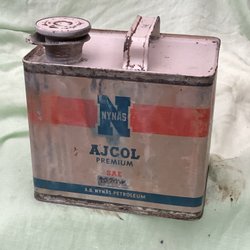 N
NYNÄS
AJCOL
PREMIUM
SAE
A.B. NYNÄS-PETROLEUM